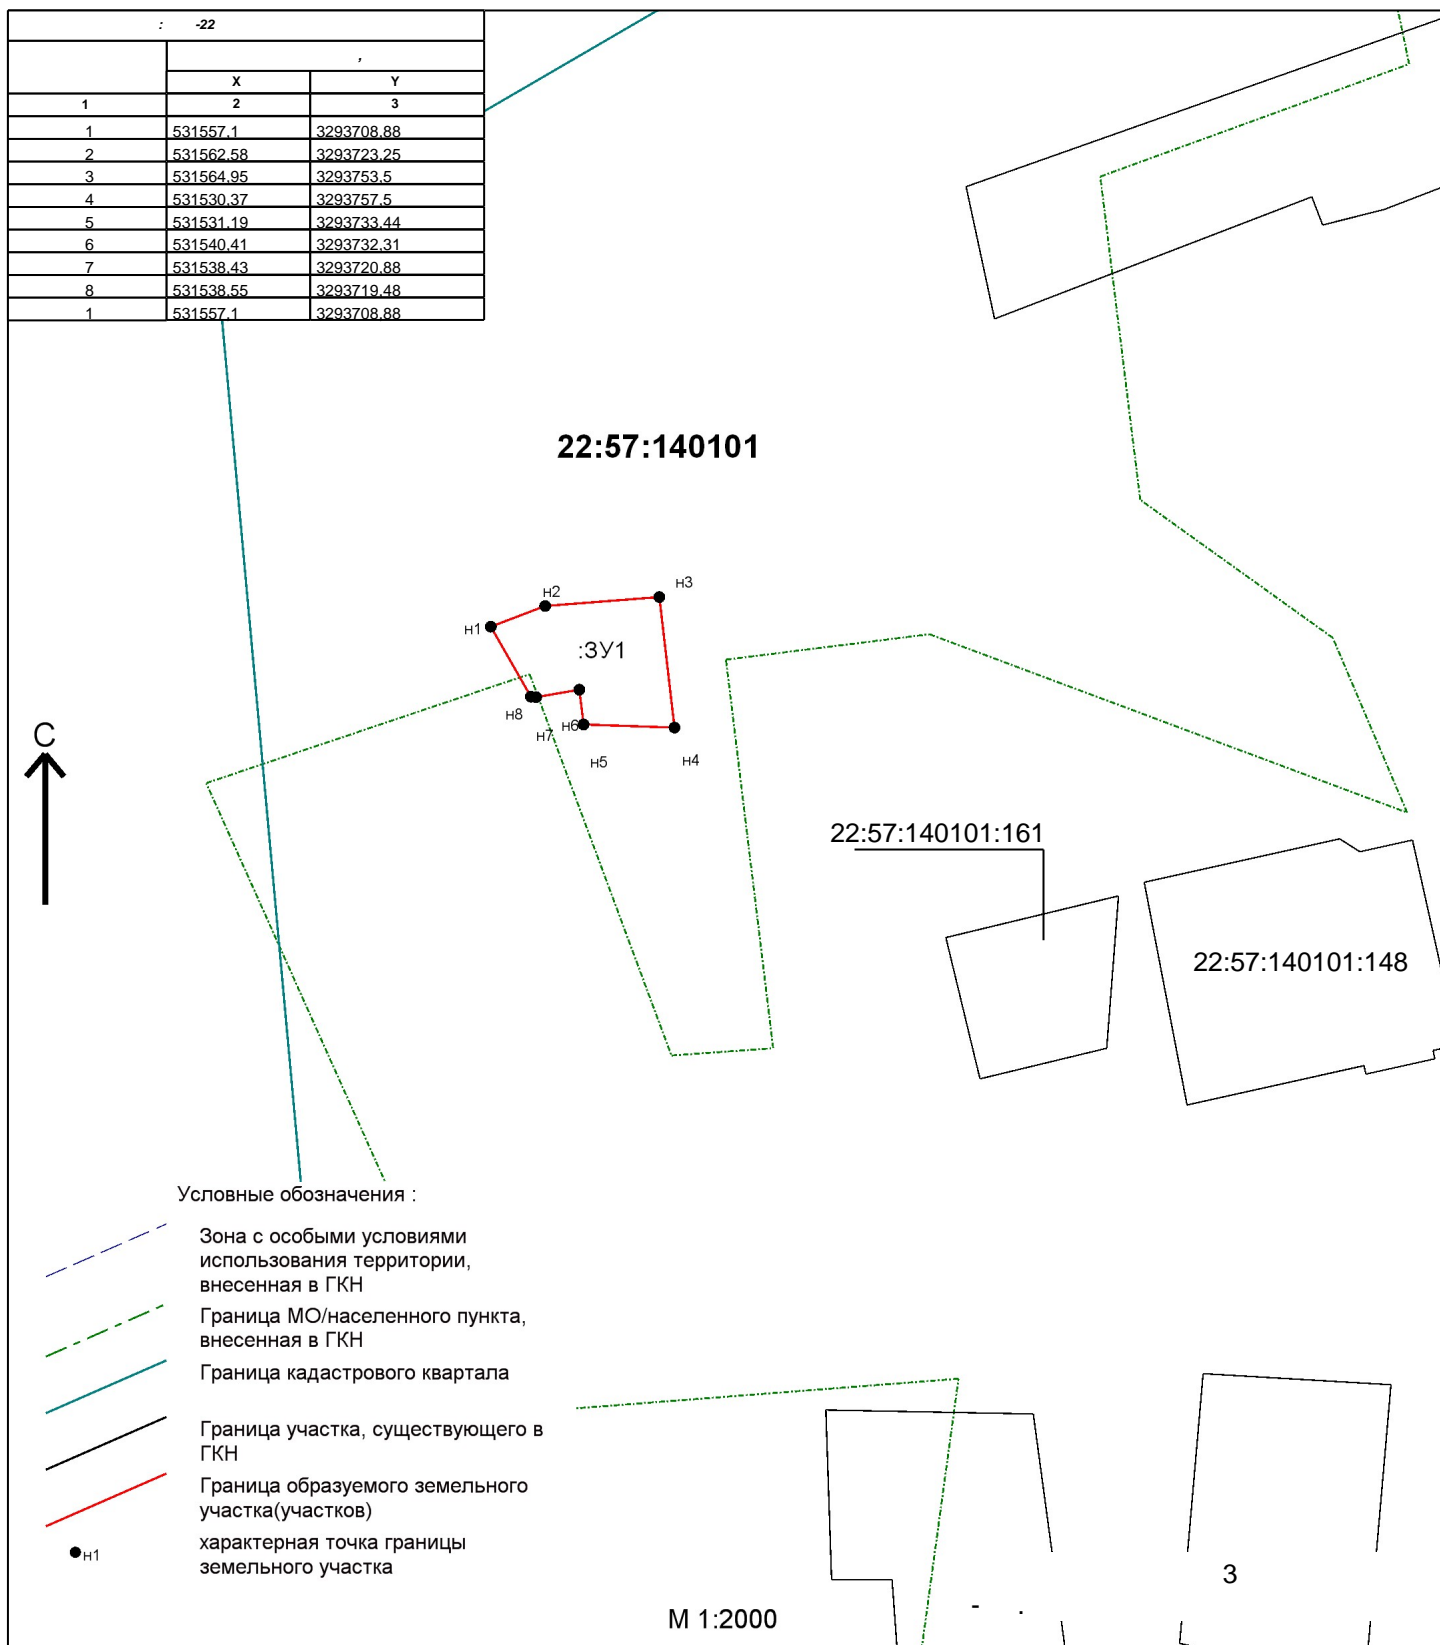 : -22
,
X Y
1 2 3
1 531557,1 3293708,88
2 531562,58 3293723,25
3 531564,95 3293753,5
4 531530,37 3293757,5
5 531531,19 3293733,44
6 531540,41 3293732,31
7 531538,43 3293720,88
8 531538,55 3293719,48
1 531557,1 3293708,88
22:57:140101
н3
н2
н1
:ЗУ1
н8
н7
н6
н5
н4
С
22:57:140101:161
22:57:140101:148
Условные обозначения :
Зона с особыми условиями
использования территории,
внесенная в ГКН
Граница МО/населенного пункта,
внесенная в ГКН
Граница кадастрового квартала
Граница участка, существующего в
ГКН
Граница образуемого земельного
участка(участков)
н1
характерная точка границы
земельного участка
3
- .
М 1:2000